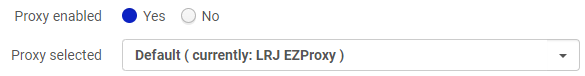 Proxy enabled Yes No
Proxy selected Default ( currently: LRJ EZProxy )